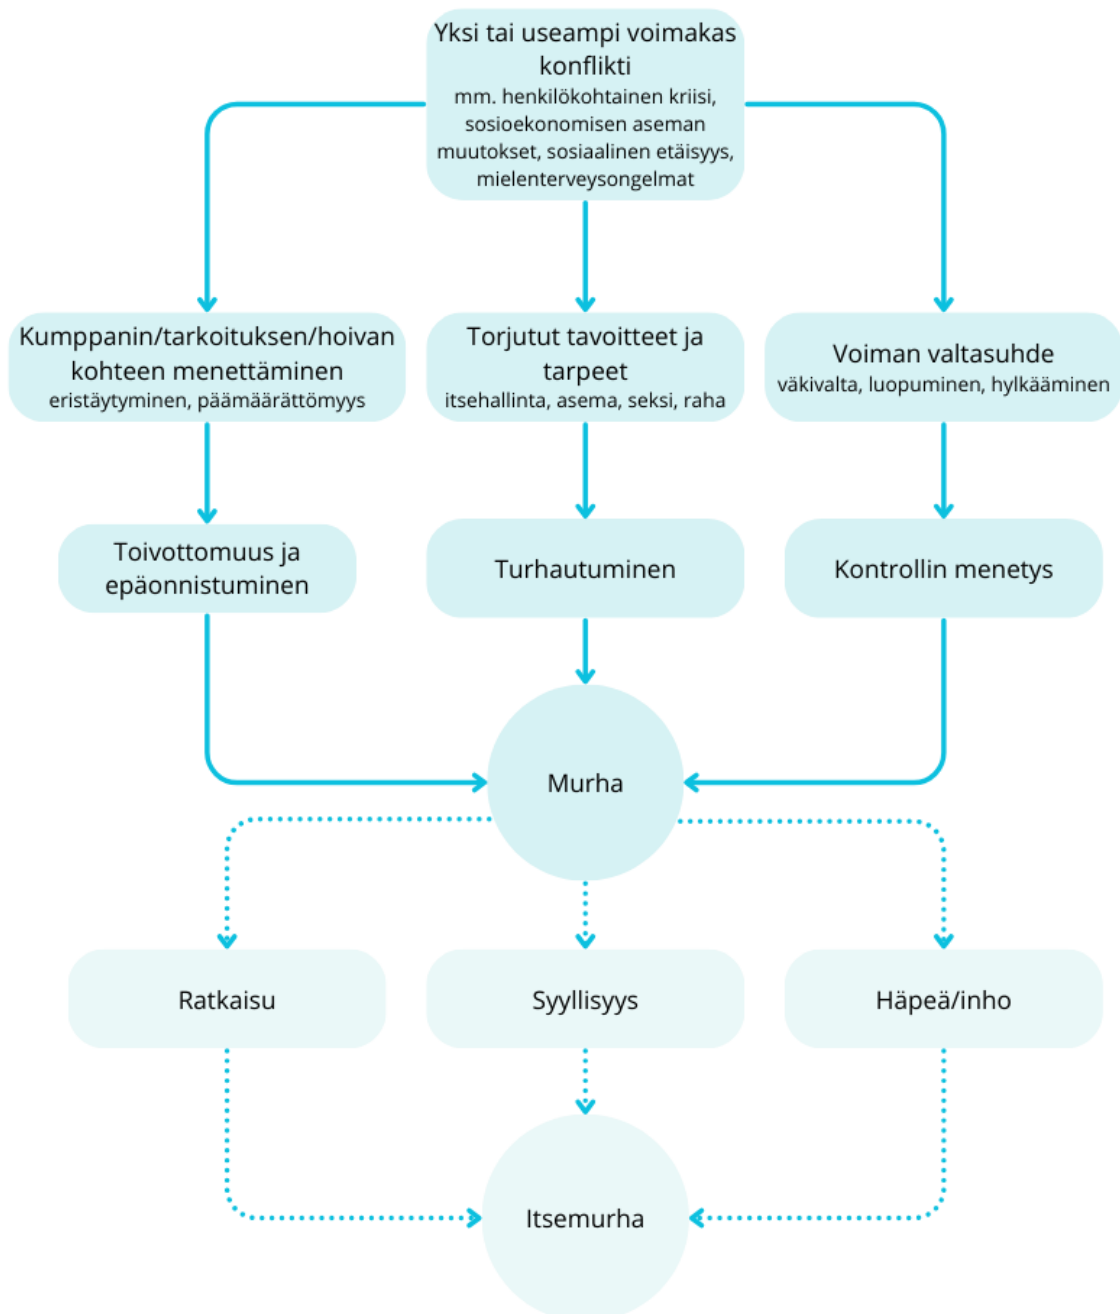 Yksi tai useampi voimakas
konflikti
mm. henkilökohtainen kriisi,
sosioekonomisen aseman
muutokset, sosiaalinen etäisyys,
mielenterveysongelmat
Kumppanin/tarkoituksen/hoivan
kohteen menettäminen
eristäytyminen, päämäärättömyys
Torjutut tavoitteet ja
tarpeet
itsehallinta, asema, seksi, raha
Voiman valtasuhde
väkivalta, luopuminen, hylkääminen
Toivottomuus ja
epäonnistuminen
Turhautuminen
Kontrollin menetys
Murha
Ratkaisu
Syyllisyys
Häpeä/inho
Itsemurha